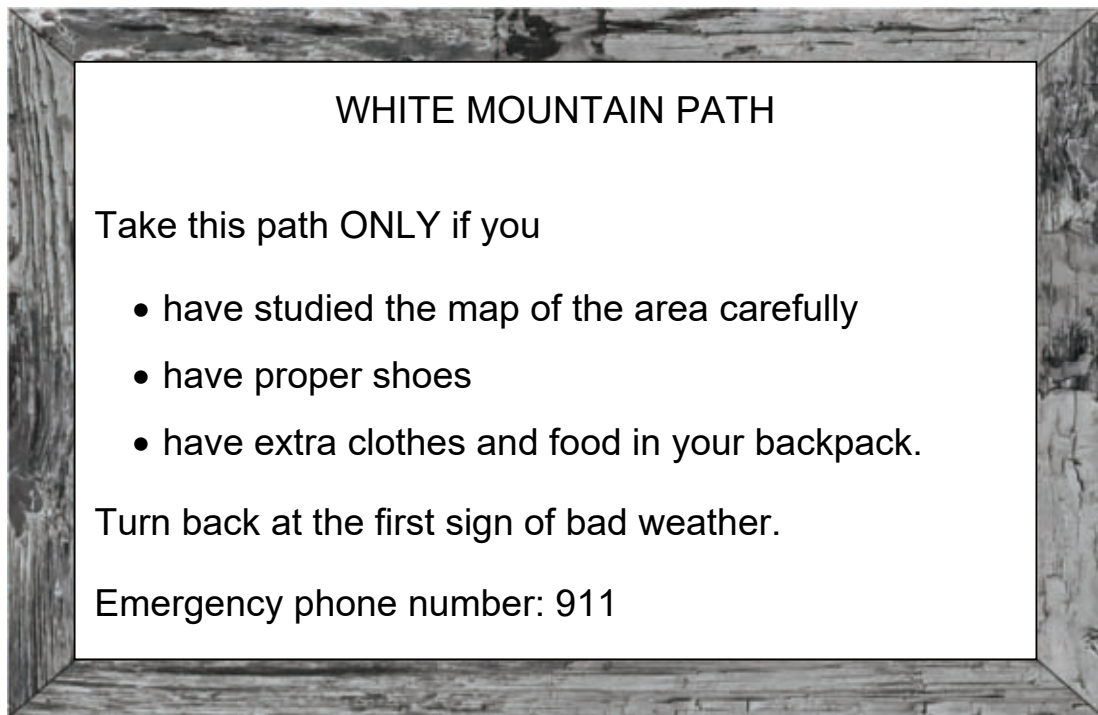 WHITE MOUNTAIN PATH
Take this path ONLY if you
• have studied the map of the area carefully
• have proper shoes
• have extra clothes and food in your backpack.
Turn back at the first sign of bad weather.
Emergency phone number: 911